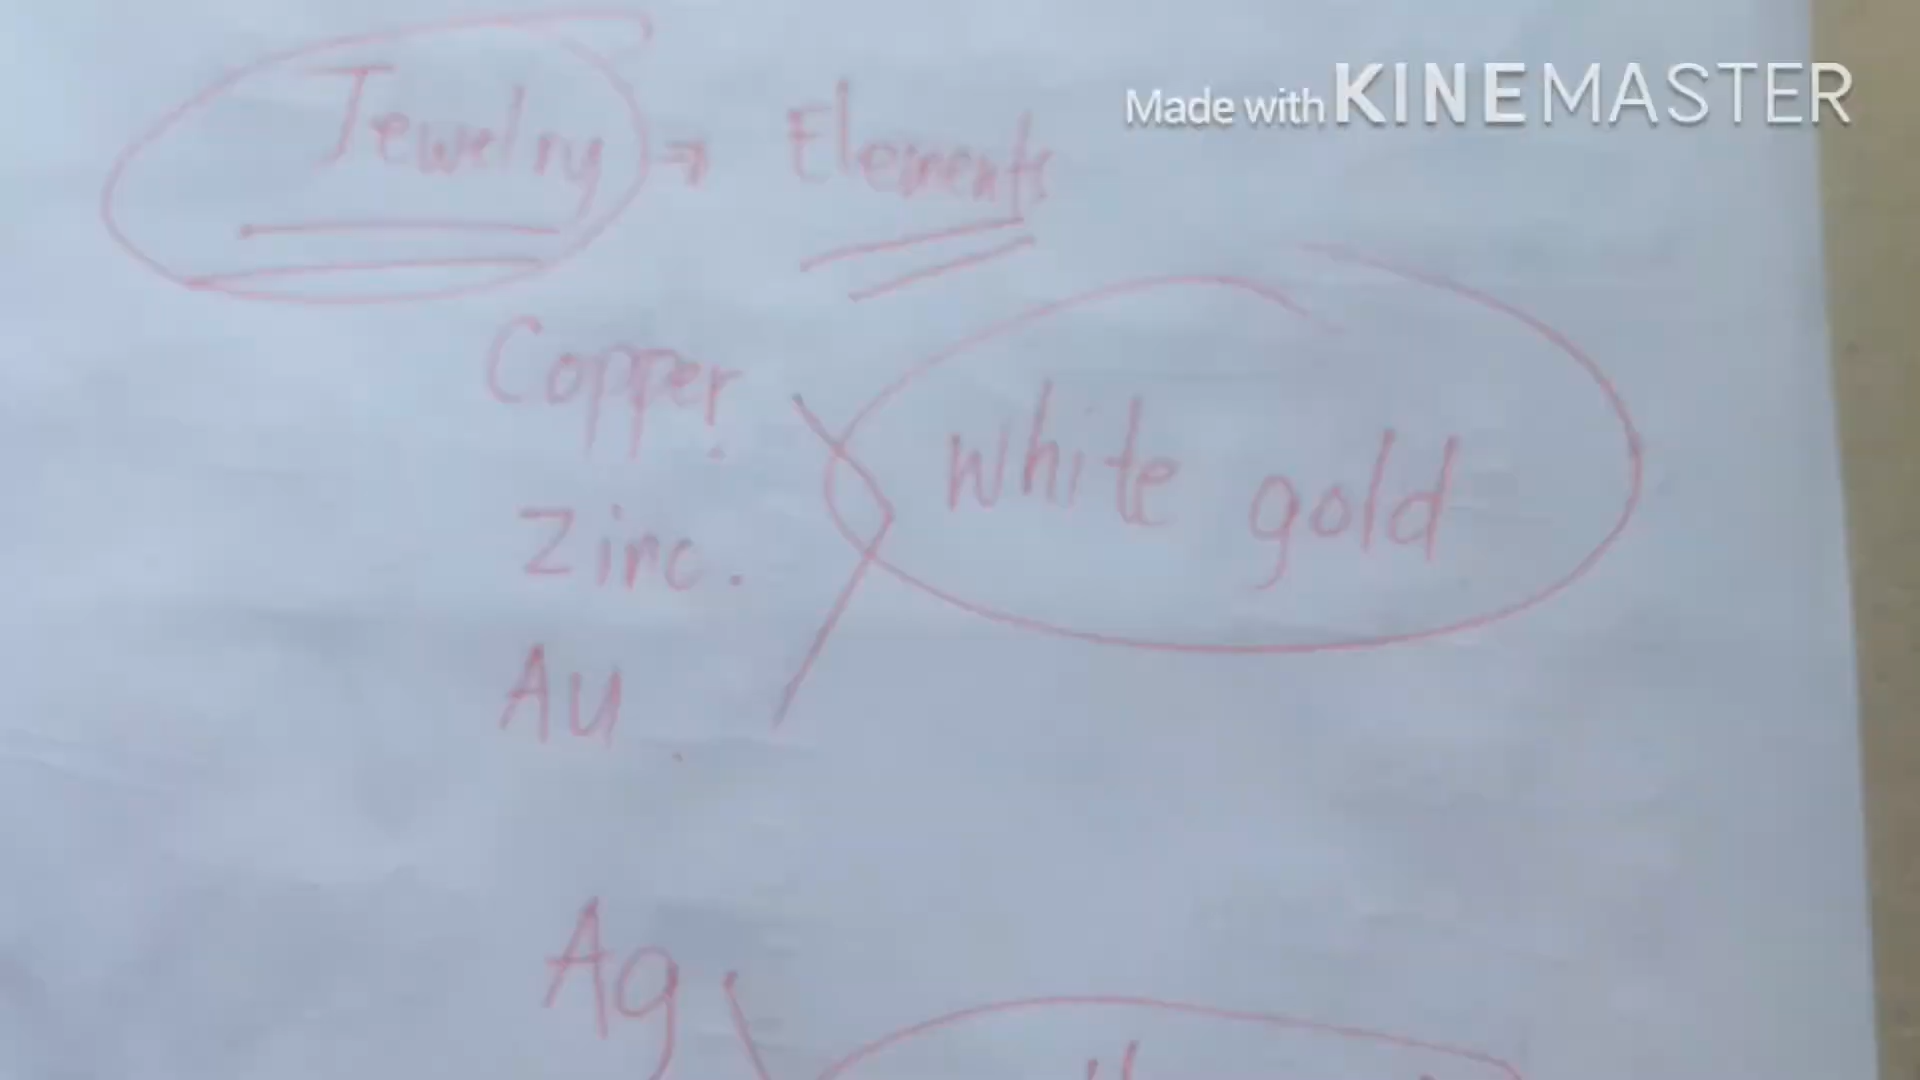 Made with KINEMASTER
Jewelry → Elements
Copper
white gold
Zinc.
Au
Ag